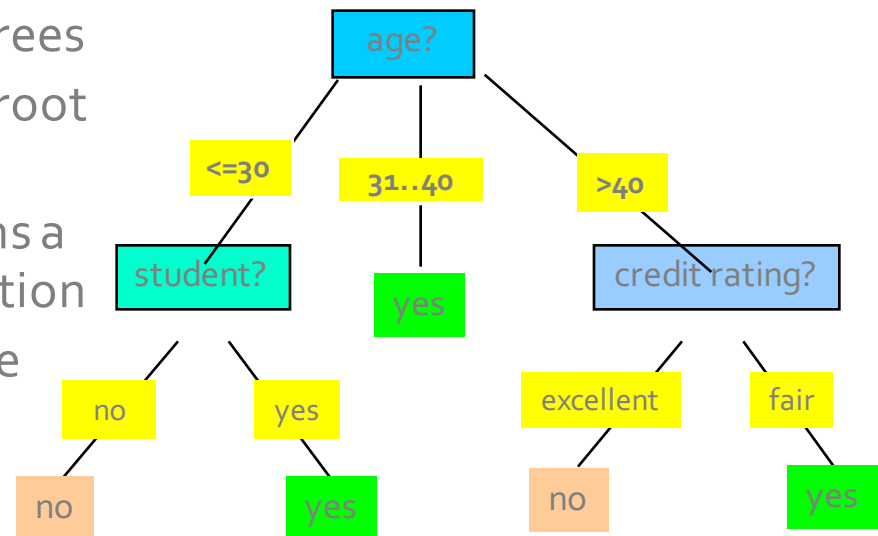 rees
root
ns a
tion
e
age?
<=30
31..40
>40
student?
yes
credit rating?
no
yes
excellent
fair
no
yes
no
yes